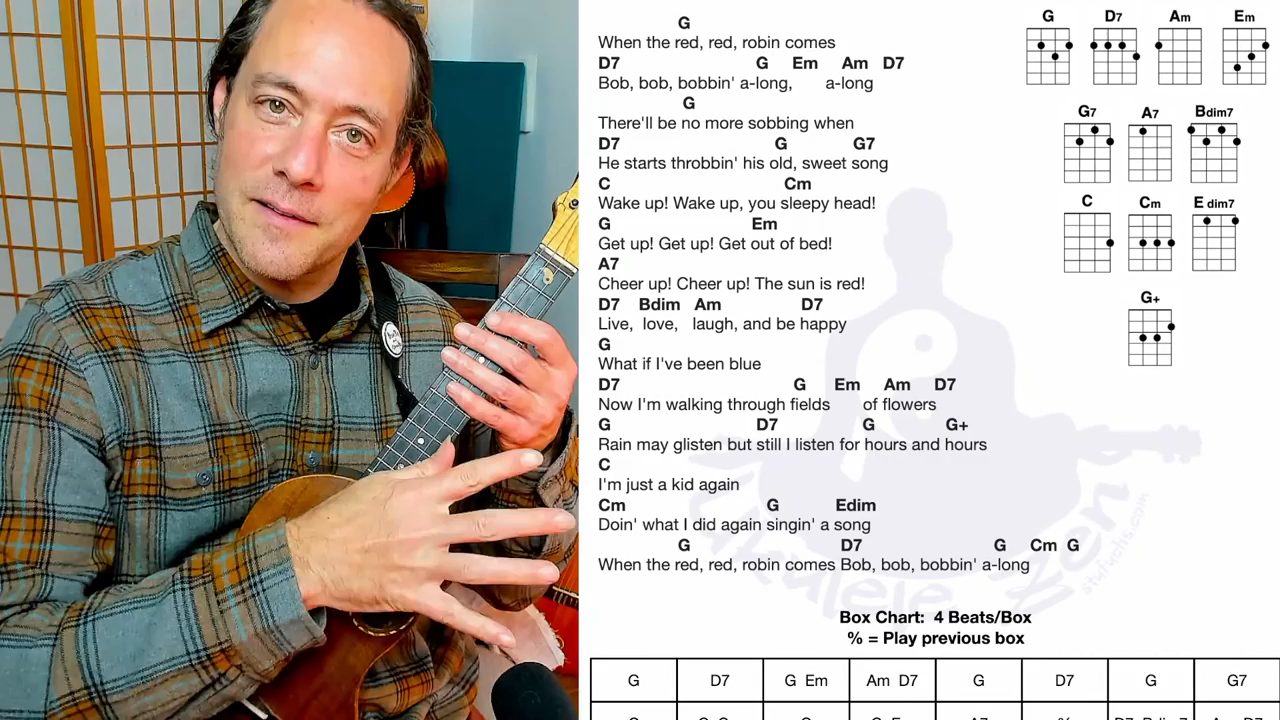 G
When the red, red, robin comes
D7 G Em Am D7
Bob, bob, bobbin' a-long, a-long
G
There'll be no more sobbing when
D7 G G7
He starts throbbin' his old, sweet song
C Cm
Wake up! Wake up, you sleepy head!
G Em
Get up! Get up! Get out of bed!
A7
Cheer up! Cheer up! The sun is red!
D7 Bdim Am D7
Live, love, laugh, and be happy
G
What if I've been blue
D7 G Em Am D7
Now I'm walking through fields of flowers
G D7 G G+
Rain may glisten but still I listen for hours and hours
C
I'm just a kid again
Cm G Edim
Doin' what I did again singin' a song
G D7 G Cm G
When the red, red, robin comes Bob, bob, bobbin' a-long
G D7 Am Em
G7 A7 Bdim7
C Cm E dim7
G+
Ukulele Zen
stufuchs.com
Box Chart: 4 Beats/Box
% = Play previous box
G D7 G Em Am D7 G D7 G G7